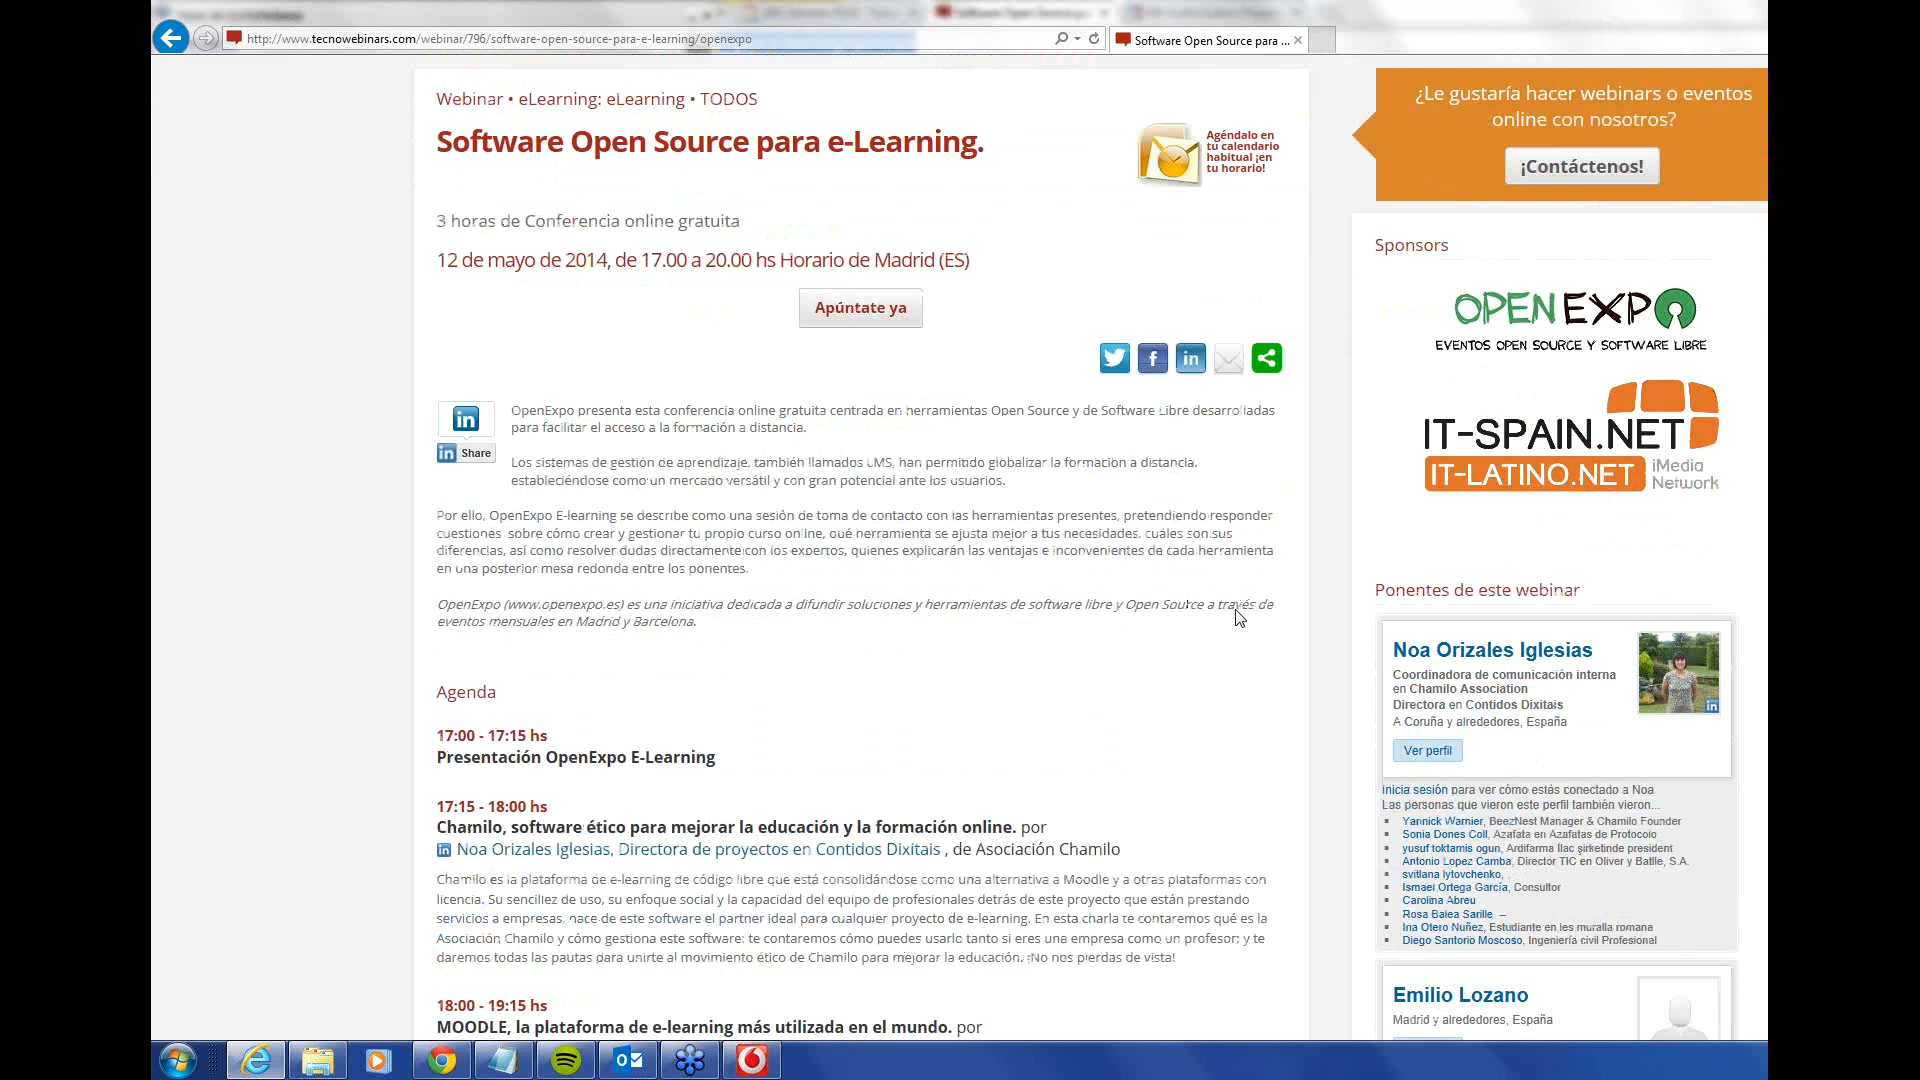 http://www.tecnowebinars.com/webinar/796/software-open-source-para-e-learning/openexpo
Software Open Source para ...
Webinar • eLearning: eLearning • TODOS
Software Open Source para e-Learning.
Agéndalo en
tu calendario
habitual ¡en
tu horario!
3 horas de Conferencia online gratuita
12 de mayo de 2014, de 17.00 a 20.00 hs Horario de Madrid (ES)
Apúntate ya
in
Share
OpenExpo presenta esta conferencia online gratuita centrada en herramientas Open Source y de Software Libre desarrolladas
para facilitar el acceso a la formación a distancia.
Los sistemas de gestión de aprendizaje, también llamados LMS, han permitido globalizar la formación a distancia,
estableciéndose como un mercado versátil y con gran potencial ante los usuarios.
Por ello, OpenExpo E-learning se describe como una sesión de toma de contacto con las herramientas presentes, pretendiendo responder
cuestiones sobre cómo crear y gestionar tu propio curso online, qué herramienta se ajusta mejor a tus necesidades, cuáles son sus
diferencias, así como resolver dudas directamente con los expertos, quienes explicarán las ventajas e inconvenientes de cada herramienta
en una posterior mesa redonda entre los ponentes.
OpenExpo (www.openexpo.es) es una iniciativa dedicada a difundir soluciones y herramientas de software libre y Open Source a través de
eventos mensuales en Madrid y Barcelona.
Agenda
17:00 - 17:15 hs
Presentación OpenExpo E-Learning
17:15 - 18:00 hs
Chamilo, software ético para mejorar la educación y la formación online. por
Noa Orizales Iglesias, Directora de proyectos en Contidos Dixitais , de Asociación Chamilo
Chamilo es la plataforma de e-learning de código libre que está consolidándose como una alternativa a Moodle y a otras plataformas con
licencia. Su sencillez de uso, su enfoque social y la capacidad del equipo de profesionales detrás de este proyecto que están prestando
servicios a empresas, hace de este software el partner ideal para cualquier proyecto de e-learning. En esta charla te contaremos qué es la
Asociación Chamilo y cómo gestiona este software; te contaremos cómo puedes usarlo tanto si eres una empresa como un profesor; y te
daremos todas las pautas para unirte al movimiento ético de Chamilo para mejorar la educación. ¡No nos pierdas de vista!
18:00 - 19:15 hs
MOODLE, la plataforma de e-learning más utilizada en el mundo. por
¿Le gustaría hacer webinars o eventos
online con nosotros?
¡Contáctenos!
Sponsors
OPENEXPO
EVENTOS OPEN SOURCE Y SOFTWARE LIBRE
IT-SPAIN.NET
IT-LATINO.NET iMedia Network
Ponentes de este webinar
Noa Orizales Iglesias
Coordinadora de comunicación interna
en Chamilo Association
Directora en Contidos Dixitais
A Coruña y alrededores, España
Ver perfil
Inicia sesión para ver cómo estás conectado a Noa
Las personas que vieron este perfil también vieron...
Yannick Warnier, BeezNest Manager & Chamilo Founder
Sonia Dones Coll, Azafata en Azafatas de Protocolo
yusuf toktamis ogun, Ardifarma Ilac şirketinde president
Antonio Lopez Camba, Director TIC en Oliver y Batlle, S.A.
svitlana lytovchenko, .
Ismael Ortega García, Consultor
Carolina Abreu
Rosa Balea Sarille --
Iria Otero Nuñez, Estudiante en ies muralla romana
Diego Santorio Moscoso, Ingeniería civil Profesional
Emilio Lozano
Madrid y alrededores, España